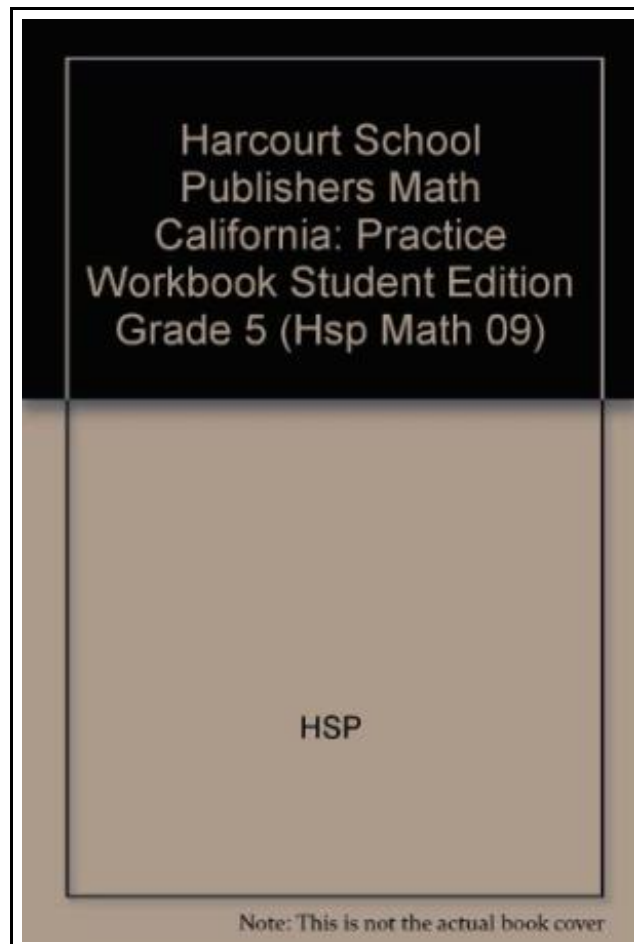 Harcourt School
Publishers Math
California: Practice
Workbook Student Edition
Grade 5 (Hsp Math 09)
HSP
Note: This is not the actual book cover